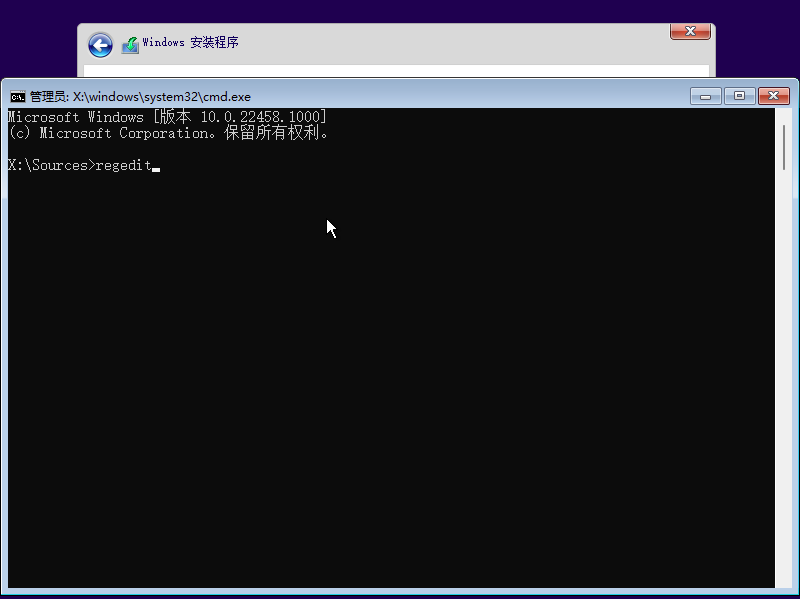 Windows 安装程序
管理员: X:\windows\system32\cmd.exe
Microsoft Windows [版本 10.0.22458.1000]
(c) Microsoft Corporation。保留所有权利。
X:\Sources>regedit